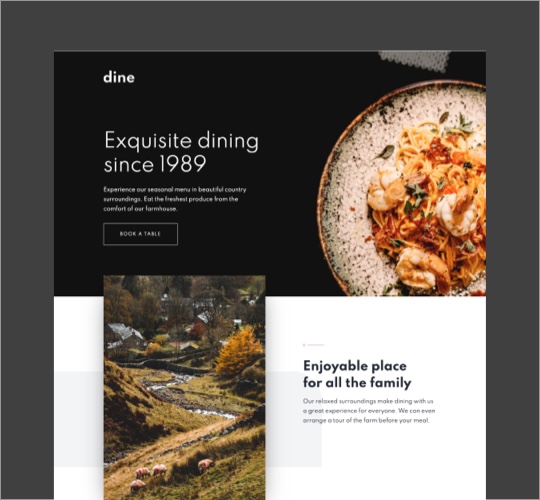 dine
Exquisite dining
since 1989
Experience our seasonal menu in beautiful country
surroundings. Eat the freshest produce from the
comfort of our farmhouse.
BOOK A TABLE
Enjoyable place
for all the family
Our relaxed surroundings make dining with us
a great experience for everyone. We can even
arrange a tour of the farm before your meal.